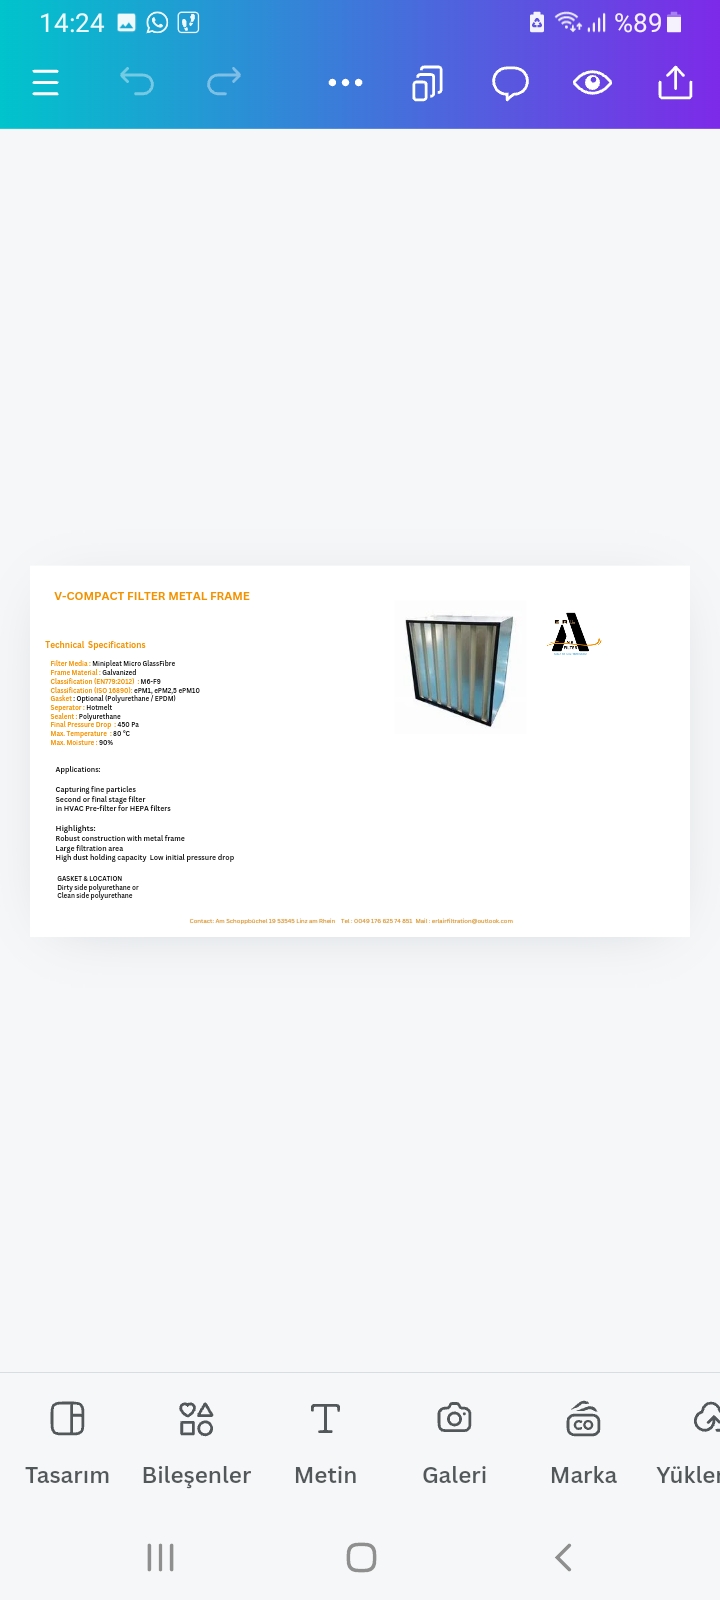 14:24
%89
V-COMPACT FILTER METAL FRAME
Technical Specifications
Filter Media : Minipleat Micro GlassFibre
Frame Material : Galvanized
Classification (EN779:2012) : M6-F9
Classification (ISO 16890): ePM1, ePM2,5 ePM10
Gasket : Optional (Polyurethane / EPDM)
Seperator : Hotmelt
Sealent : Polyurethane
Final Pressure Drop : 450 Pa
Max. Temperature : 80 °C
Max. Moisture : 90%
Applications:
Capturing fine particles
Second or final stage filter
in HVAC Pre-filter for HEPA filters
Highlights:
Robust construction with metal frame
Large filtration area
High dust holding capacity Low initial pressure drop
GASKET & LOCATION
Dirty side polyurethane or
Clean side polyurethane
Contact: Am Schoppbüchel 19 53545 Linz am Rhein Tel : 0049 176 825 74 851 Mail :
Tasarım
Bileşenler
Metin
Galeri
CO
Marka